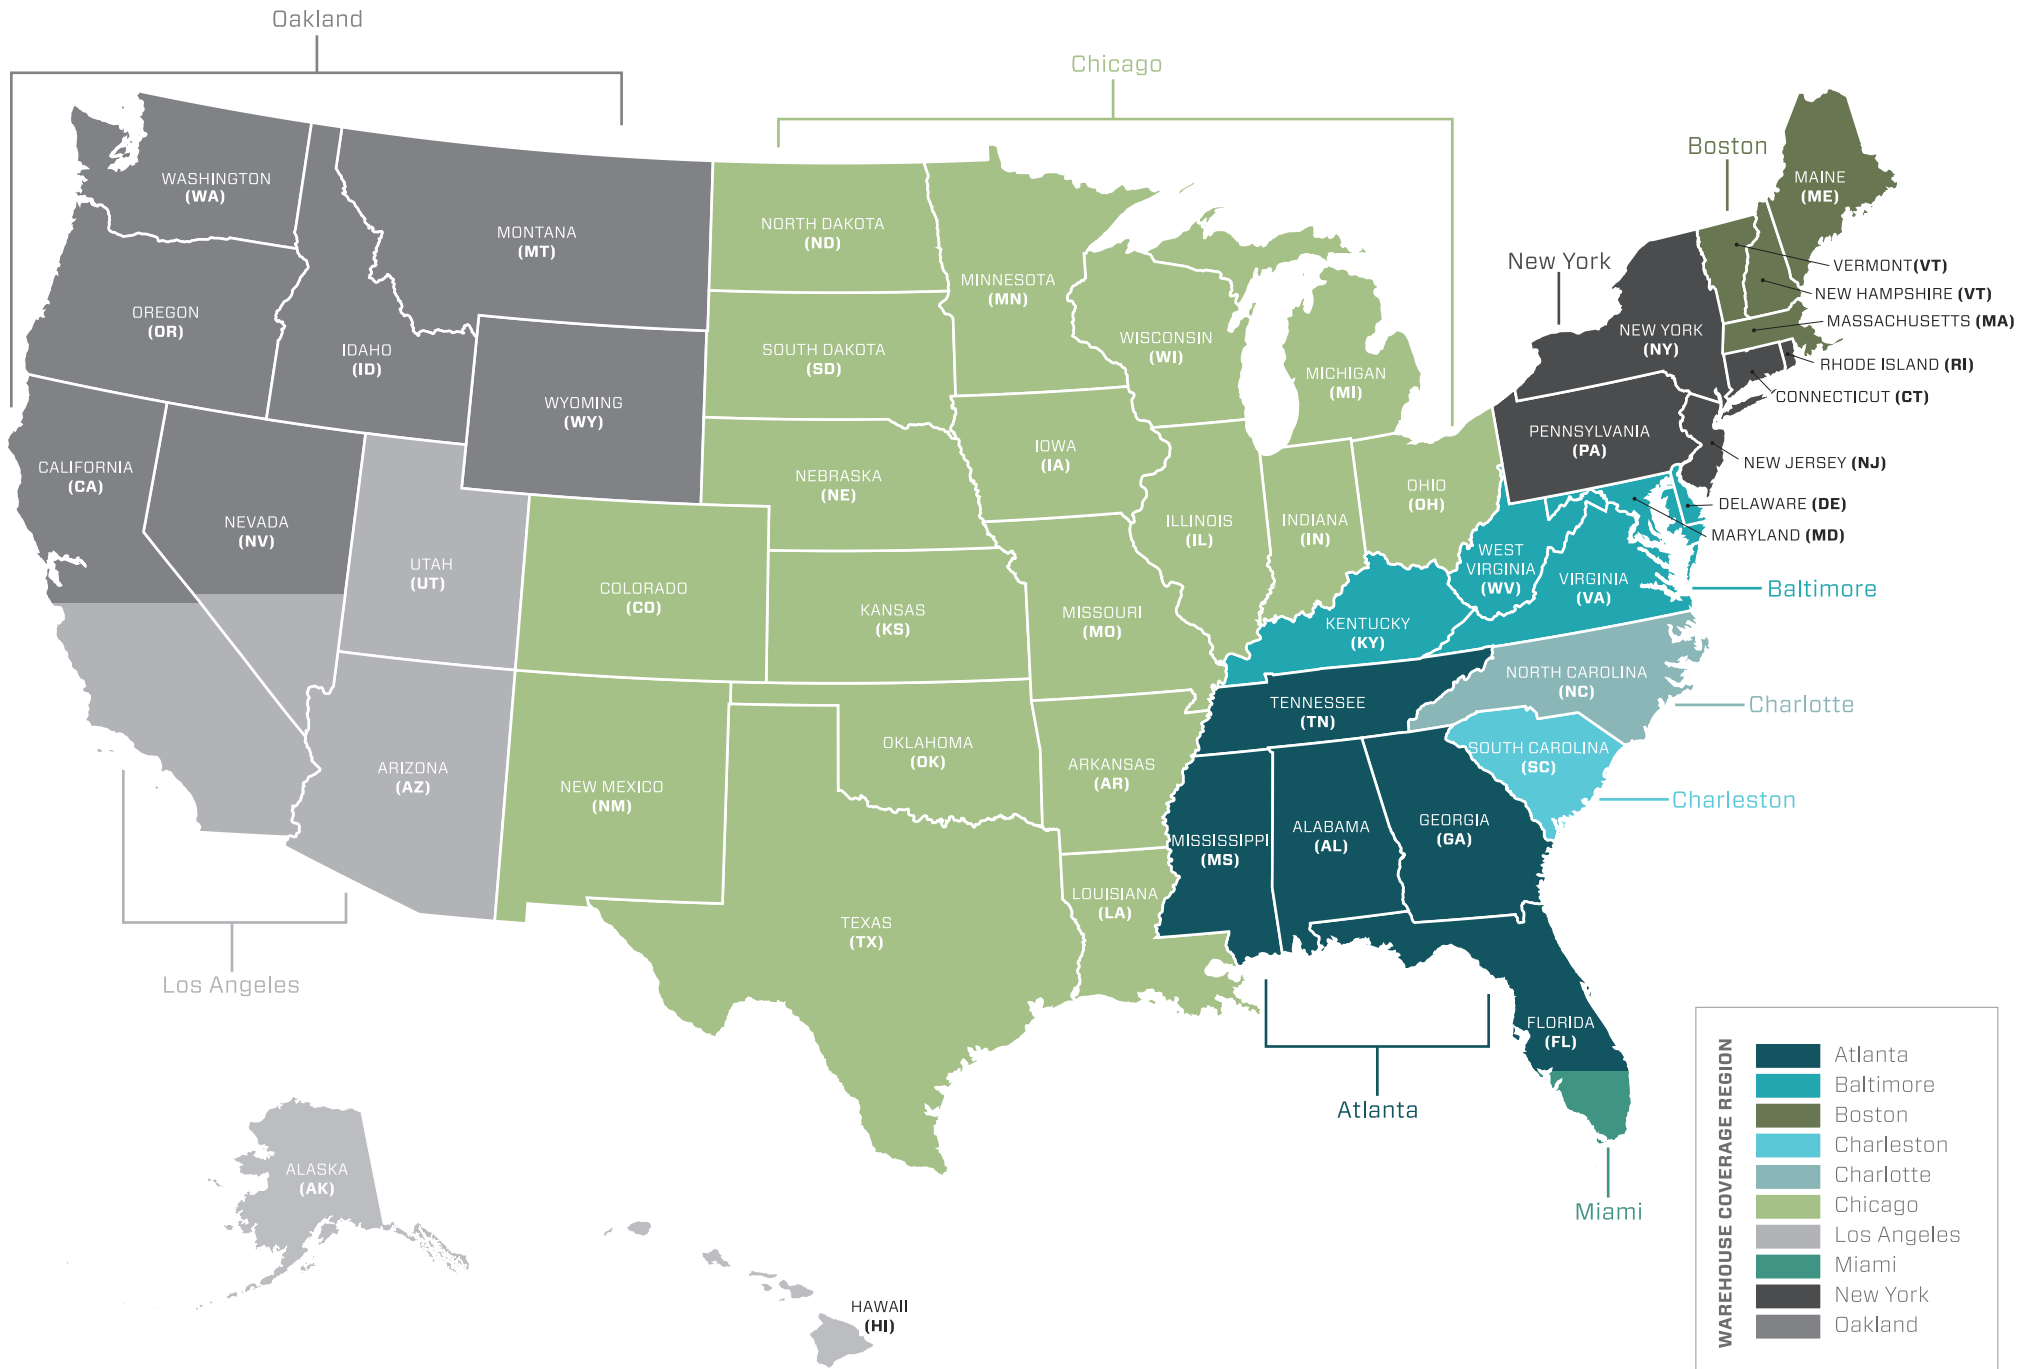 Oakland
Chicago
Boston
New York
WASHINGTON
(WA)
MONTANA
(MT)
NORTH DAKOTA
(ND)
MINNESOTA
(MN)
MAINE
(ME)
VERMONT(VT)
NEW HAMPSHIRE (VT)
MASSACHUSETTS (MA)
RHODE ISLAND (RI)
CONNECTICUT (CT)
OREGON
(OR)
IDAHO
(ID)
SOUTH DAKOTA
(SD)
WISCONSIN
(WI)
MICHIGAN
(MI)
NEW YORK
(NY)
WYOMING
(WY)
IOWA
(IA)
PENNSYLVANIA
(PA)
NEW JERSEY (NJ)
CALIFORNIA
(CA)
NEVADA
(NV)
NEBRASKA
(NE)
ILLINOIS
(IL)
INDIANA
(IN)
OHIO
(OH)
DELAWARE (DE)
MARYLAND (MD)
UTAH
(UT)
COLORADO
(CO)
KANSAS
(KS)
MISSOURI
(MO)
KENTUCKY
(KY)
WEST
VIRGINIA
(WV)
VIRGINIA
(VA)
Baltimore
TENNESSEE
(TN)
NORTH CAROLINA
(NC)
Charlotte
ARIZONA
(AZ)
NEW MEXICO
(NM)
OKLAHOMA
(OK)
ARKANSAS
(AR)
SOUTH CAROLINA
(SC)
Charleston
MISSISSIPPI
(MS)
ALABAMA
(AL)
GEORGIA
(GA)
TEXAS
(TX)
LOUISIANA
(LA)
Los Angeles
FLORIDA
(FL)
Atlanta
Miami
ALASKA
(AK)
HAWAII
(HI)
WAREHOUSE COVERAGE REGION
Atlanta
Baltimore
Boston
Charleston
Charlotte
Chicago
Los Angeles
Miami
New York
Oakland